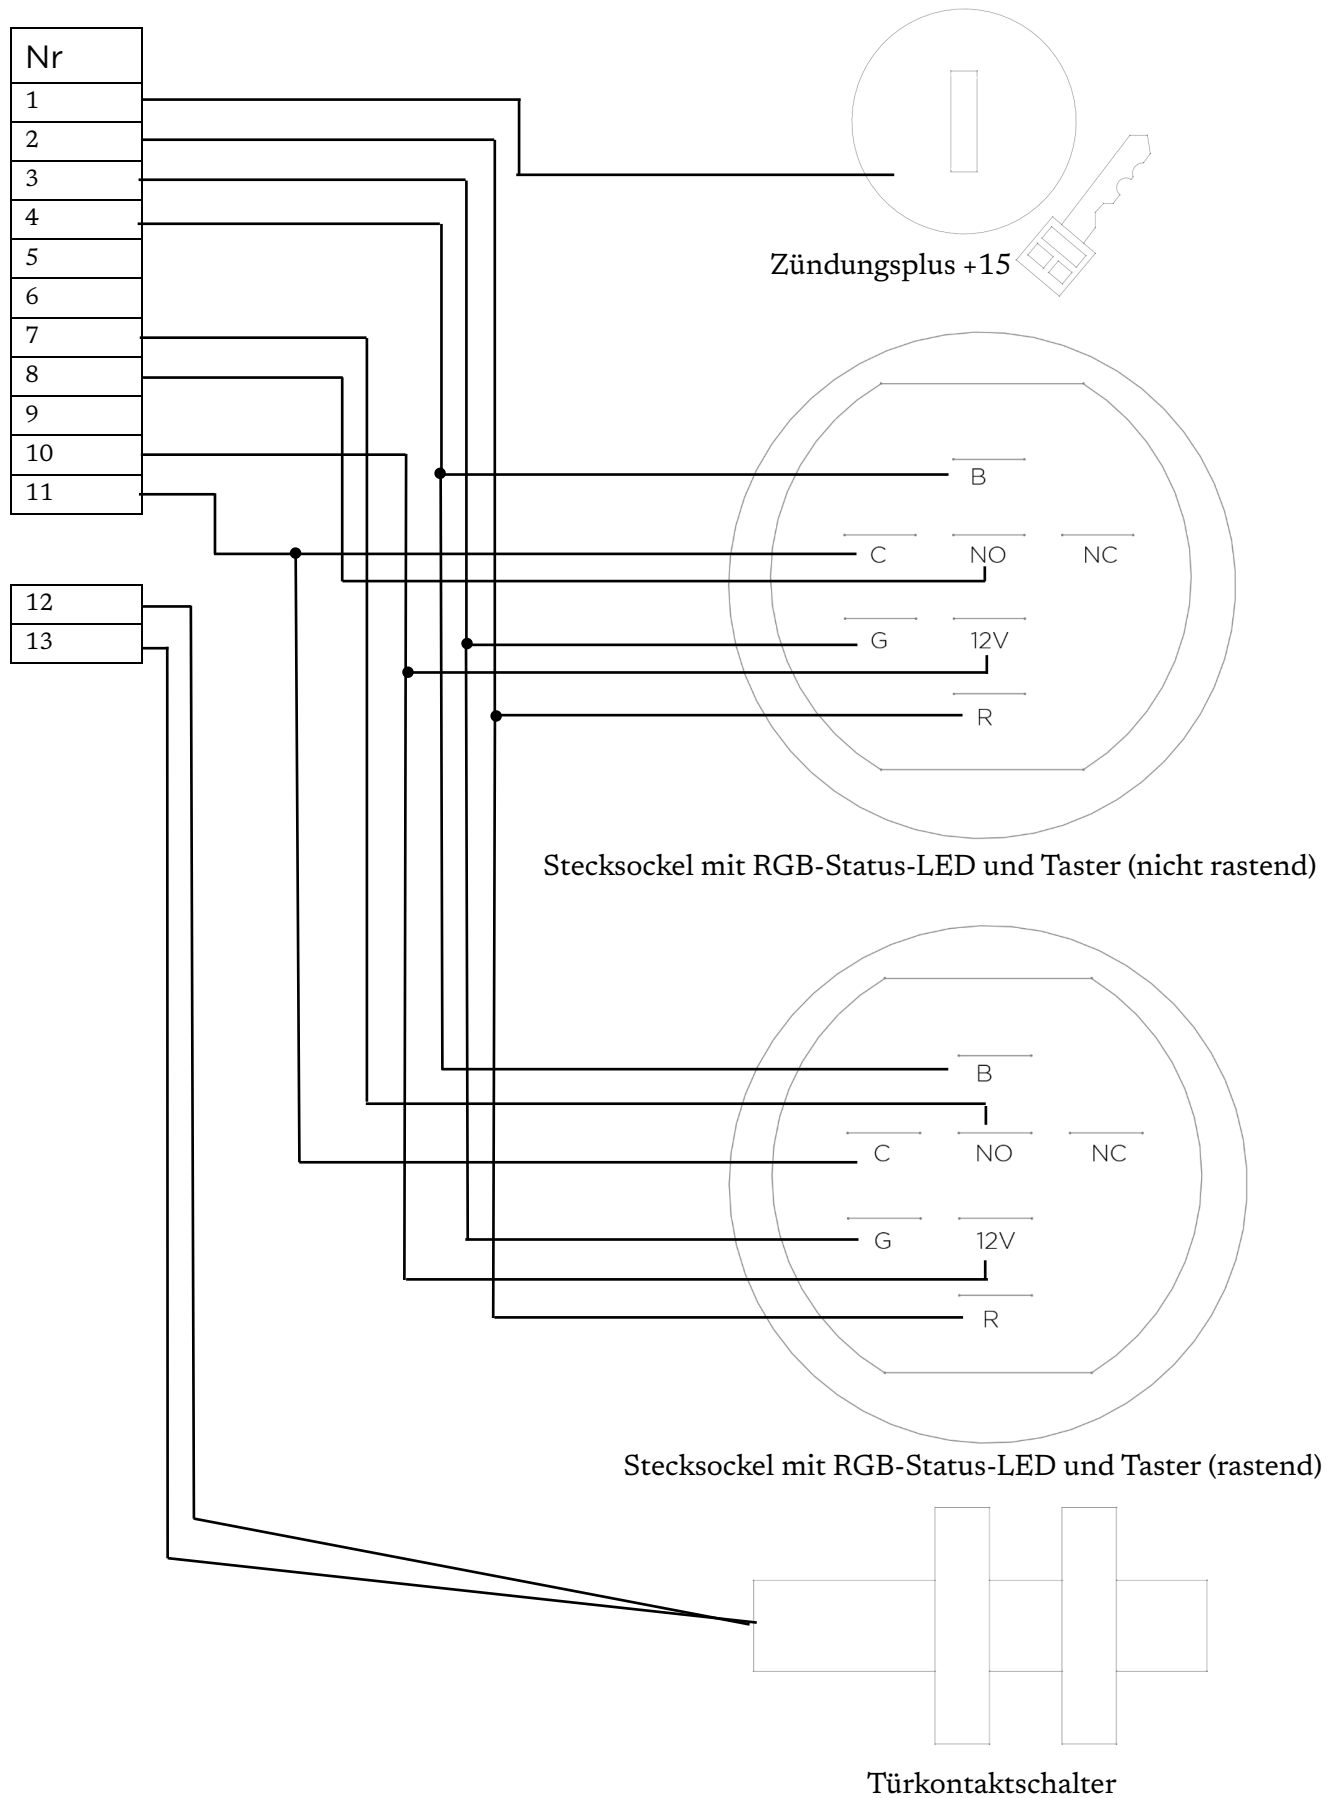 Nr
1
2
3
4
5
6
7
8
9
10
11
12
13
Zündungsplus +15
B
C NO NC
G 12V
R
Stecksockel mit RGB-Status-LED und Taster (nicht rastend)
B
C NO NC
G 12V
R
Stecksockel mit RGB-Status-LED und Taster (rastend)
Türkontaktschalter